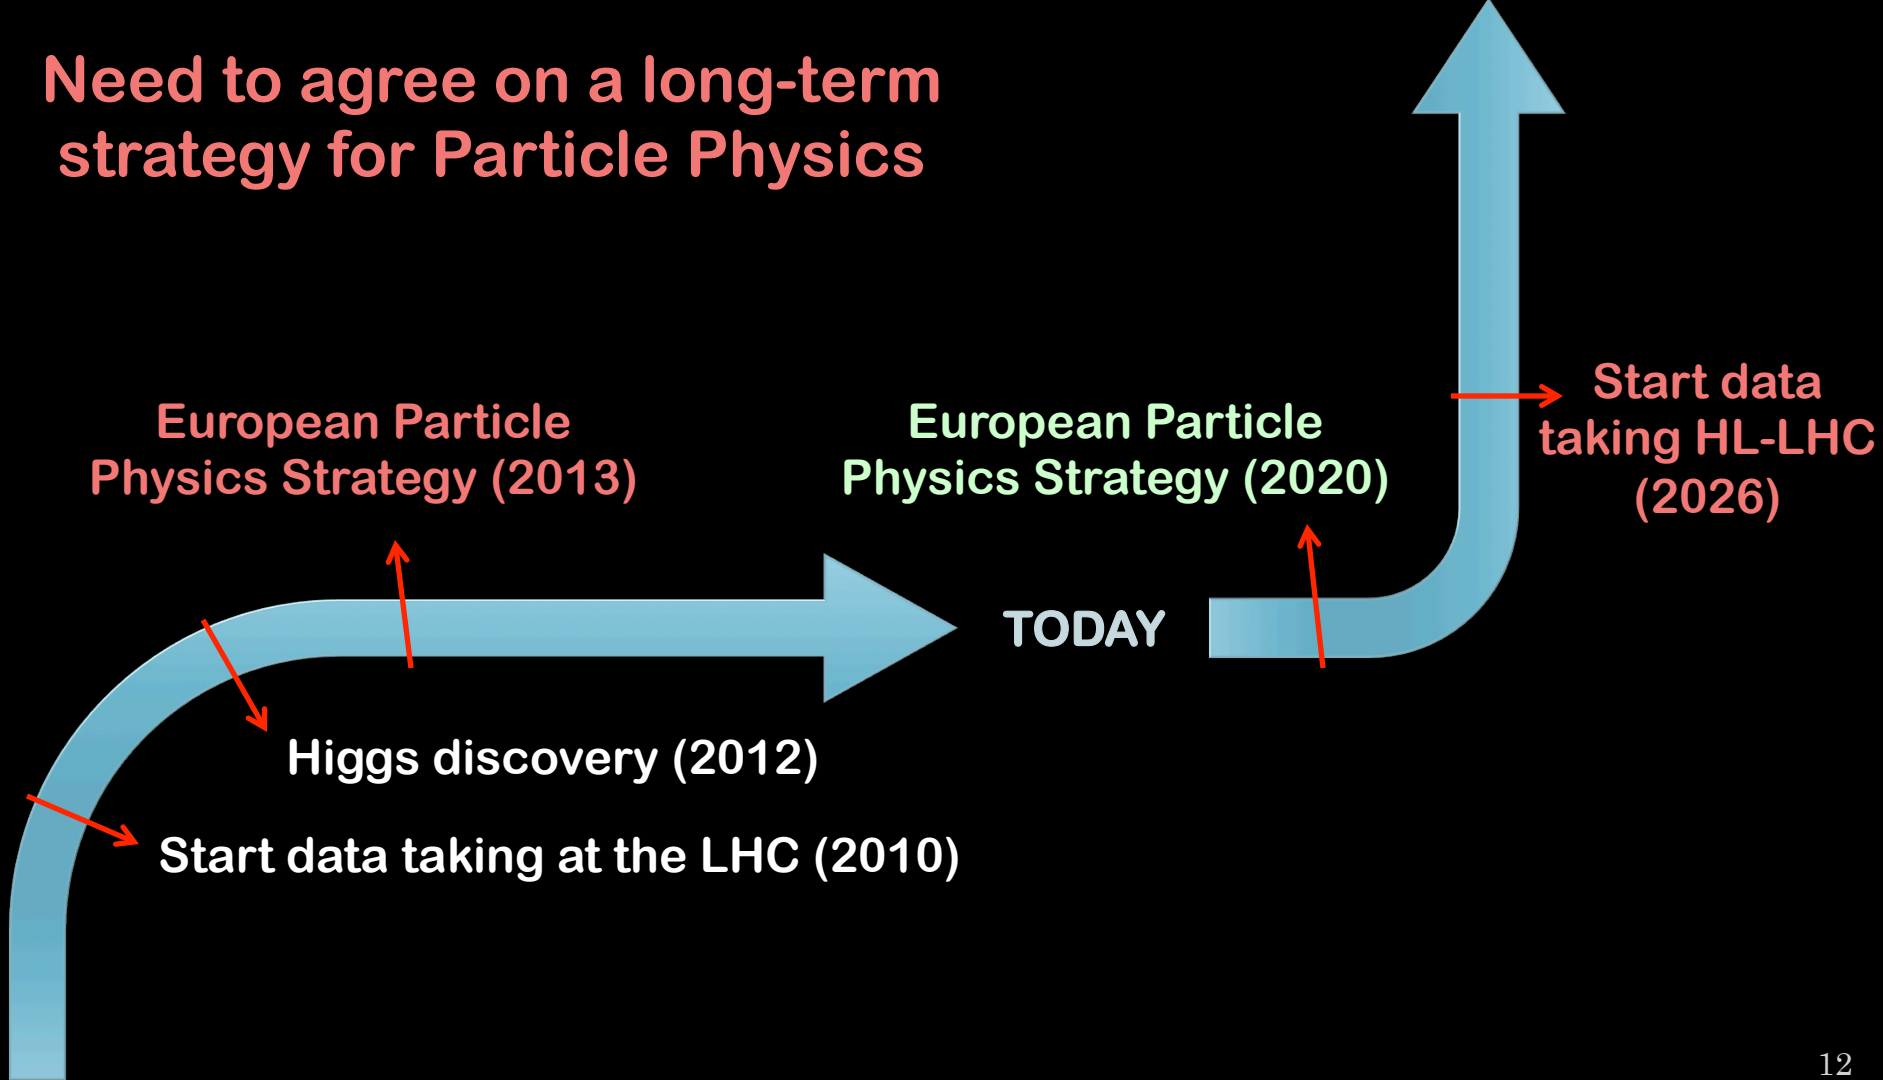 Need to agree on a long-term
strategy for Particle Physics
European Particle
Physics Strategy (2013)
European Particle
Physics Strategy (2020)
Start data
taking HL-LHC
(2026)
TODAY
Higgs discovery (2012)
Start data taking at the LHC (2010)
12